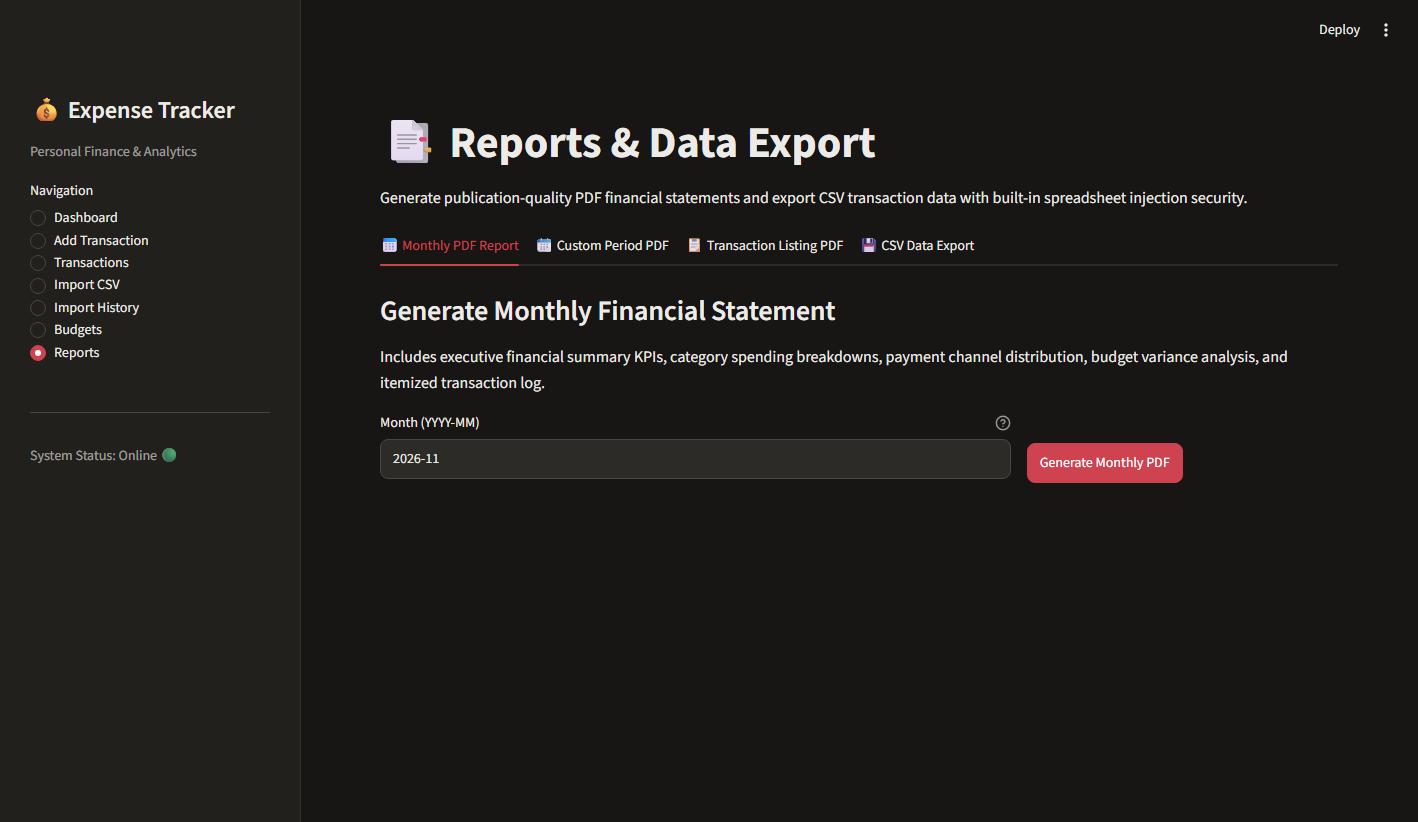 Deploy
Expense Tracker
Personal Finance & Analytics
Navigation
Dashboard
Add Transaction
Transactions
Import CSV
Import History
Budgets
Reports
System Status: Online
Reports & Data Export
Generate publication-quality PDF financial statements and export CSV transaction data with built-in spreadsheet injection security.
Monthly PDF Report
Custom Period PDF
Transaction Listing PDF
CSV Data Export
Generate Monthly Financial Statement
Includes executive financial summary KPIs, category spending breakdowns, payment channel distribution, budget variance analysis, and
itemized transaction log.
Month (YYYY-MM)
2026-11
Generate Monthly PDF